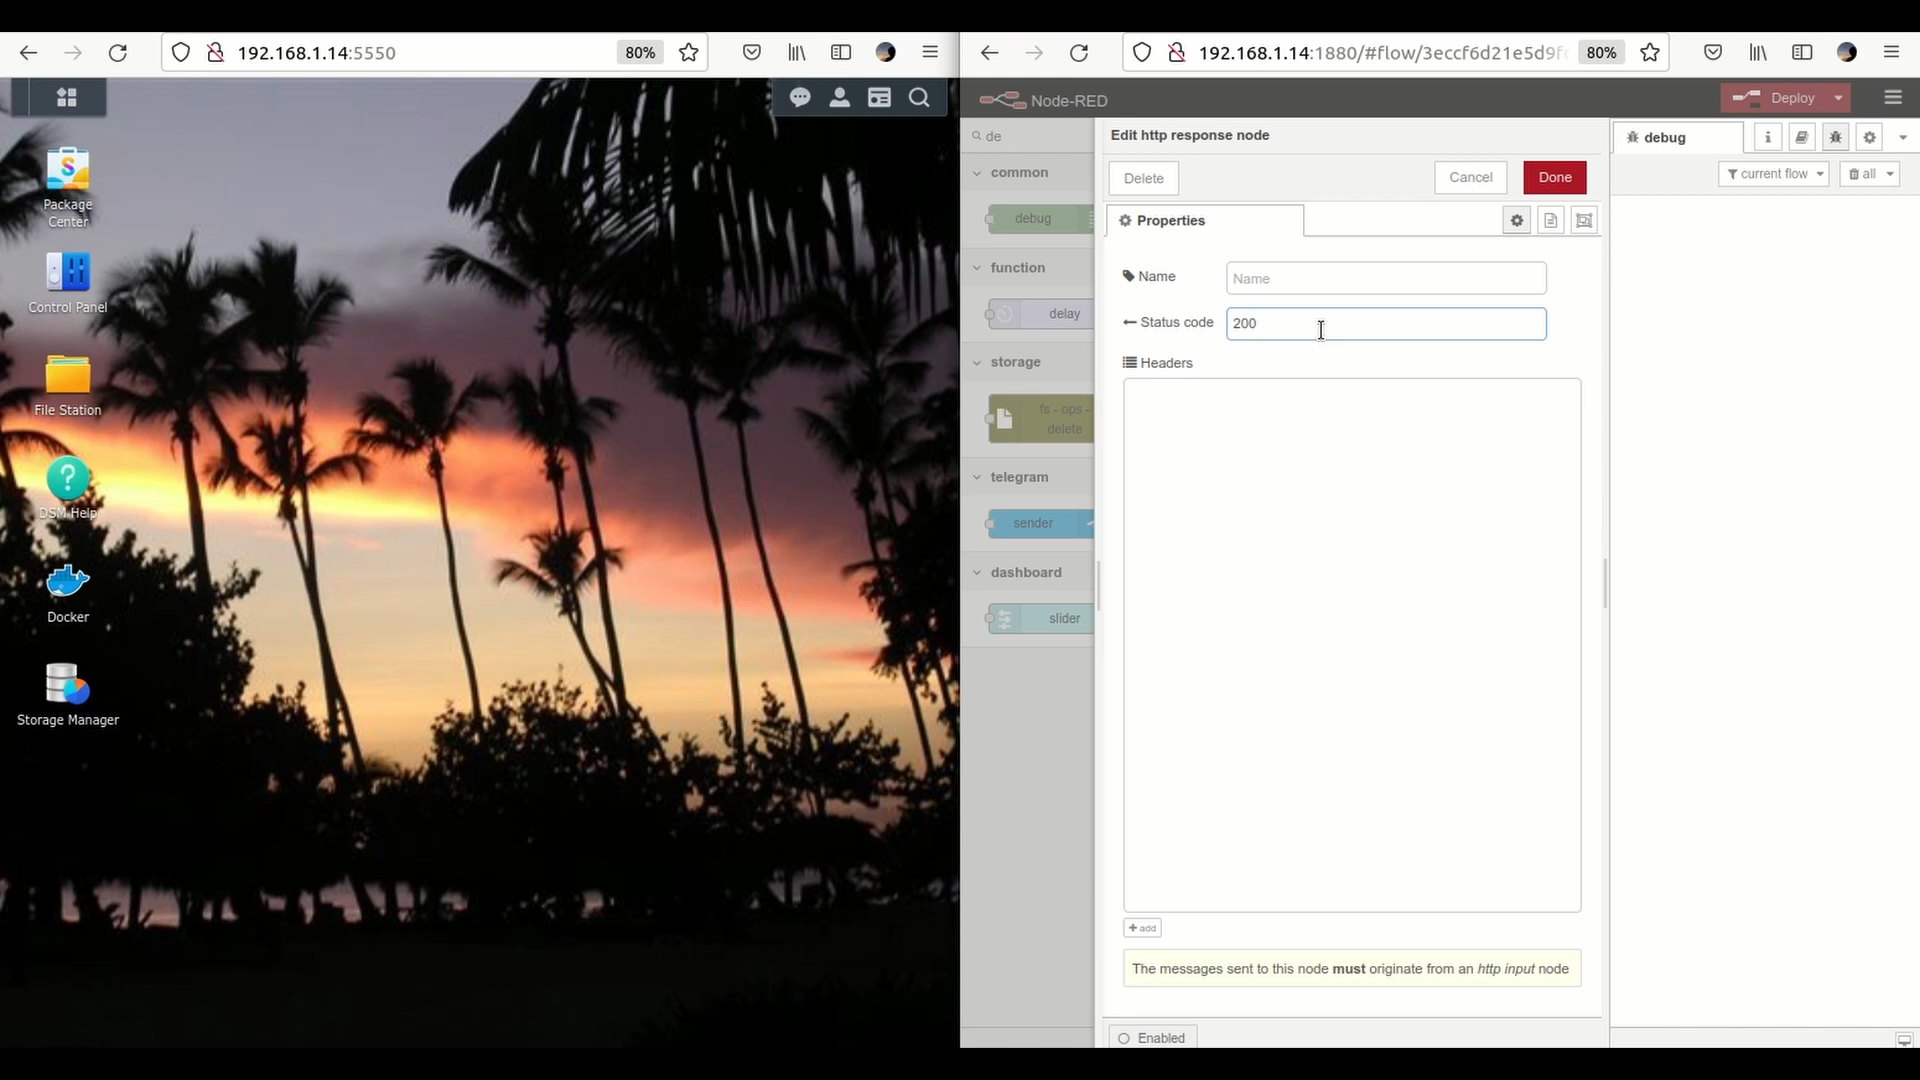 192.168.1.14:5550
80%
Package
Center
Control Panel
File Station
DSM Help
Docker
Storage Manager
192.168.1.14:1880/#flow/3eccf6d21e5d9f
80%
Node-RED
Deploy
de
common
debug
function
delay
storage
fs - ops -
delete
telegram
sender
dashboard
slider
Edit http response node
Delete
Cancel
Done
Properties
Name
Name
Status code
200
Headers
add
The messages sent to this node must originate from an http input node
Enabled
debug
i
current flow
all